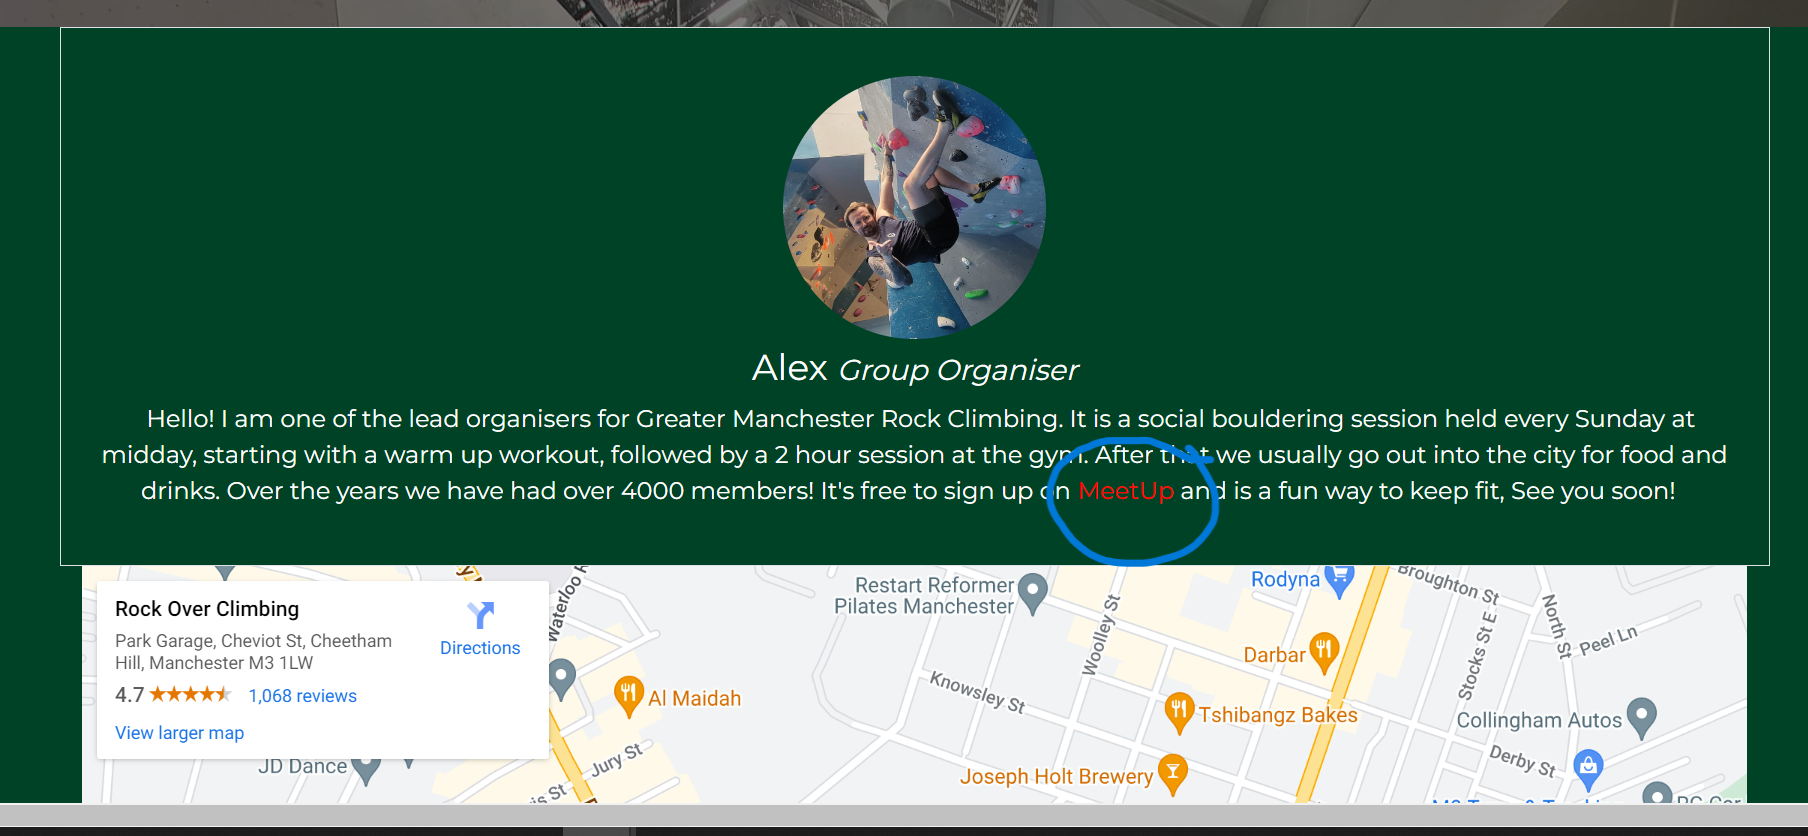 Alex Group Organiser
Hello! I am one of the lead organisers for Greater Manchester Rock Climbing. It is a social bouldering session held every Sunday at
midday, starting with a warm up workout, followed by a 2 hour session at the gym. After that we usually go out into the city for food and
drinks. Over the years we have had over 4000 members! It's free to sign up on MeetUp and is a fun way to keep fit, See you soon!
Rock Over Climbing
Park Garage, Cheviot St, Cheetham
Hill, Manchester M3 1LW
4.7 1,068 reviews
View larger map
Directions
Waterloo
Restart Reformer
Pilates Manchester
Rodyna
Broughton St
Woolley St
North St
Peel Ln
Stocks St E
Darbar
Al Maidah
Knowsley St
Tshibangz Bakes
Collingham Autos
JD Dance
Jury St
Joseph Holt Brewery
Derby St
St